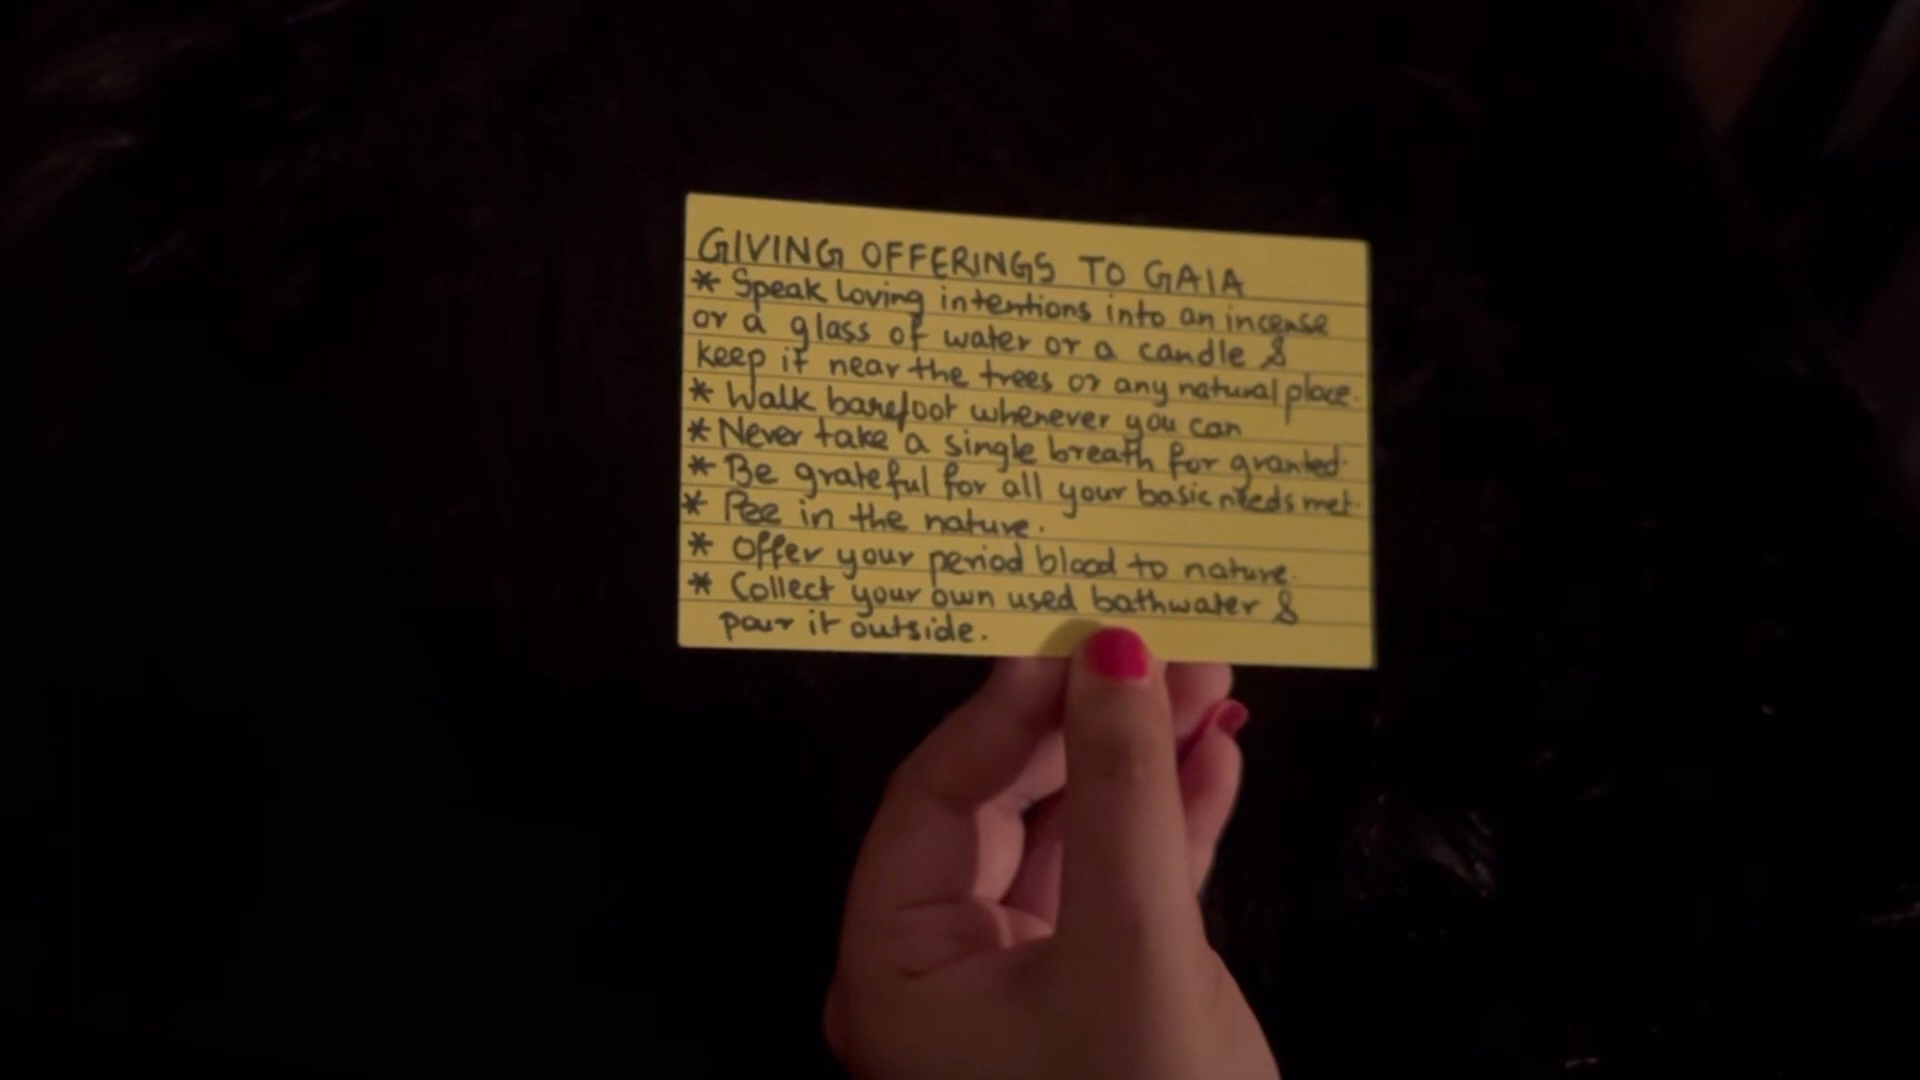 GIVING OFFERINGS TO GAIA
* Speak loving intentions into an incense
or a glass of water or a candle &
keep it near the trees or any natural place.
* Walk barefoot whenever you can
* Never take a single breath for granted.
* Be grateful for all your basic needs met.
* Pee in the nature.
* Offer your period blood to nature.
* Collect your own used bathwater &
pour it outside.